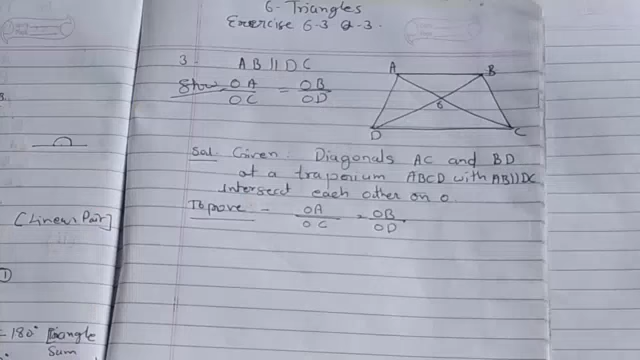 6- Triangles
Exercise 6-3 Q-3.
3. AB||DC
Show OA/OC = OB/OD
A B
O
D C
Sol. Given: Diagonals AC and BD
of a trapenium ABCD with AB||DC
intersect each other on O.
To prove - OA/OC = OB/OD.
[Linear Pair]
①
= 180° [Triangle
Sum